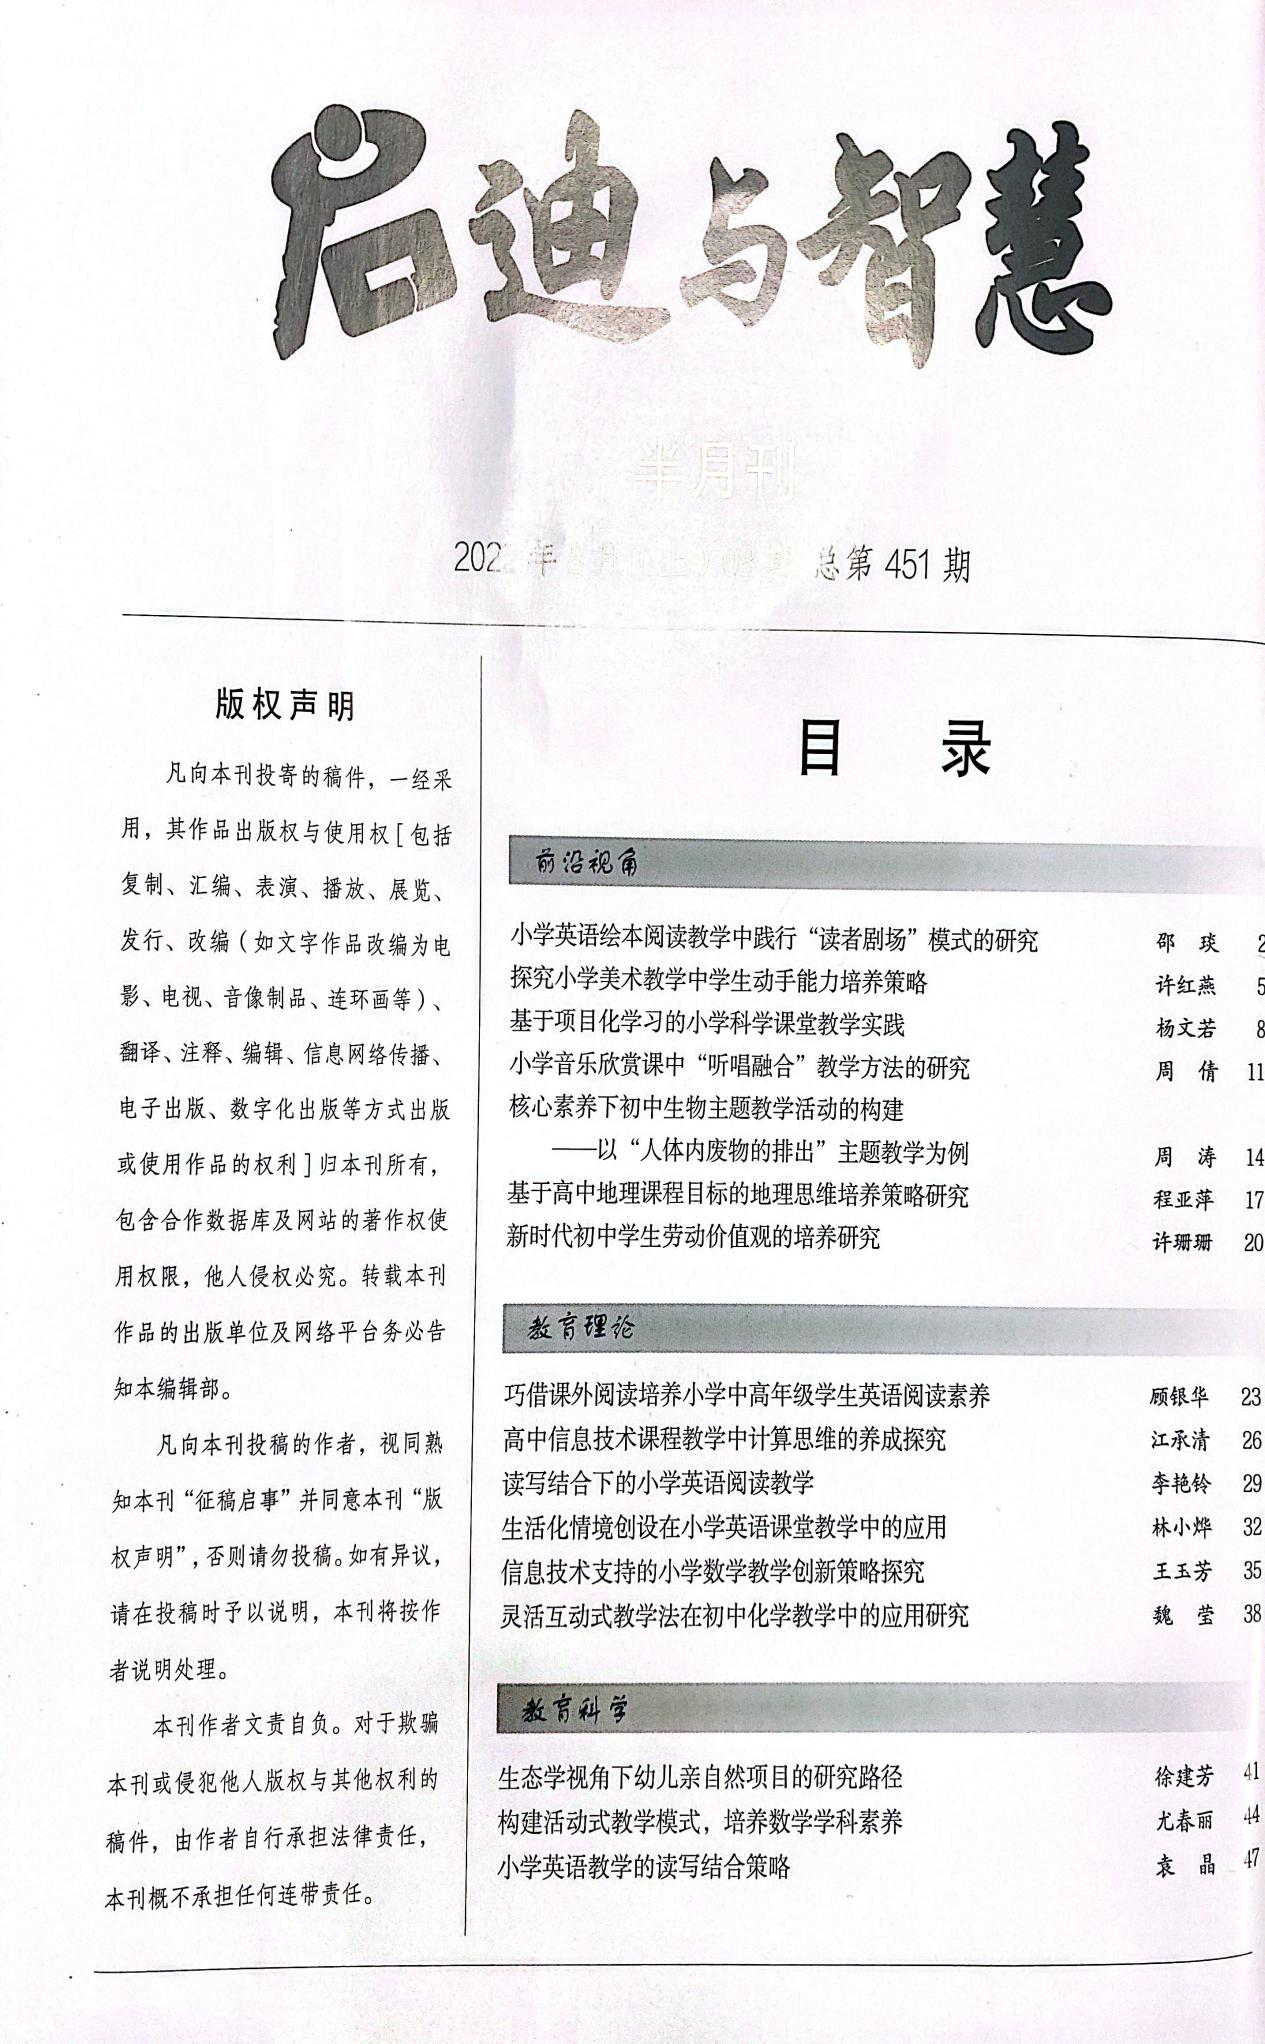 启迪与智慧
半月刊
2022年8月(上)08期 总第451期
版权声明
凡向本刊投寄的稿件，一经采
用，其作品出版权与使用权[包括
复制、汇编、表演、播放、展览、
发行、改编（如文字作品改编为电
影、电视、音像制品、连环画等）、
翻译、注释、编辑、信息网络传播、
电子出版、数字化出版等方式出版
或使用作品的权利]归本刊所有，
包含合作数据库及网站的著作权使
用权限，他人侵权必究。转载本刊
作品的出版单位及网络平台务必告
知本编辑部。
凡向本刊投稿的作者，视同熟
知本刊“征稿启事”并同意本刊“版
权声明”，否则请勿投稿。如有异议，
请在投稿时予以说明，本刊将按作
者说明处理。
本刊作者文责自负。对于欺骗
本刊或侵犯他人版权与其他权利的
稿件，由作者自行承担法律责任，
本刊概不承担任何连带责任。
目 录
前沿视角
小学英语绘本阅读教学中践行“读者剧场”模式的研究 邵 琰 2
探究小学美术教学中学生动手能力培养策略 许红燕 5
基于项目化学习的小学科学课堂教学实践 杨文若 8
小学音乐欣赏课中“听唱融合”教学方法的研究 周 倩 11
核心素养下初中生物主题教学活动的构建
——以“人体内废物的排出”主题教学为例 周 涛 14
基于高中地理课程目标的地理思维培养策略研究 程亚萍 17
新时代初中学生劳动价值观的培养研究 许珊珊 20
教育理论
巧借课外阅读培养小学中高年级学生英语阅读素养 顾银华 23
高中信息技术课程教学中计算思维的养成探究 江承清 26
读写结合下的小学英语阅读教学 李艳铃 29
生活化情境创设在小学英语课堂教学中的应用 林小烨 32
信息技术支持的小学数学教学创新策略探究 王玉芳 35
灵活互动式教学法在初中化学教学中的应用研究 魏 莹 38
教育科学
生态学视角下幼儿亲自然项目的研究路径 徐建芳 41
构建活动式教学模式，培养数学学科素养 尤春丽 44
小学英语教学的读写结合策略 袁 晶 47